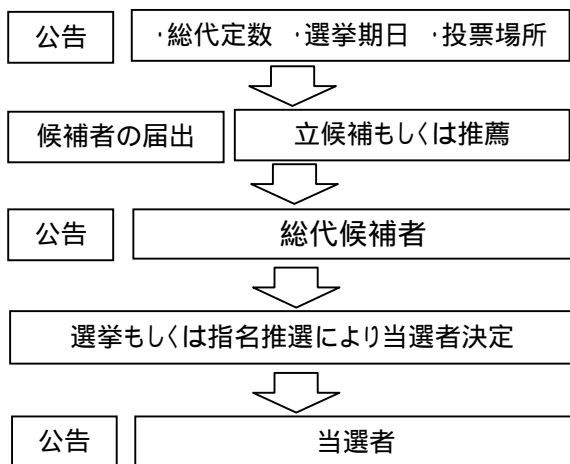 公告 ・総代定数 ・選挙期日 ・投票場所
候補者の届出 立候補もしくは推薦
公告 総代候補者
選挙もしくは指名推選により当選者決定
公告 当選者